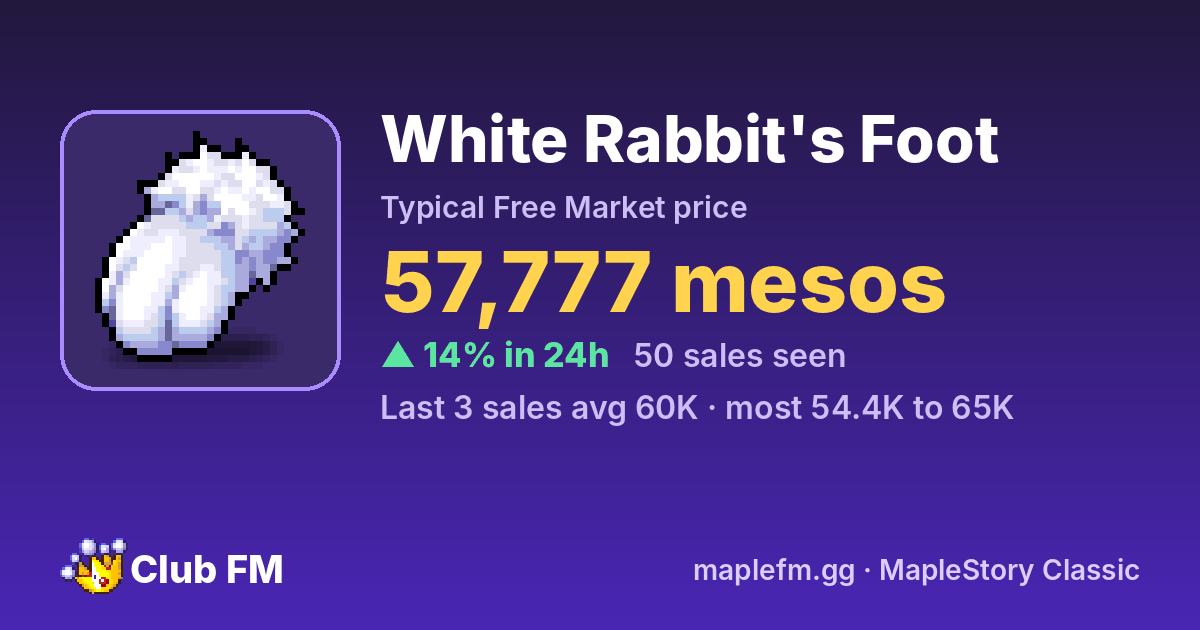 White Rabbit's Foot
Typical Free Market price
57,777 mesos
▲ 14% in 24h 50 sales seen
Last 3 sales avg 60K · most 54.4K to 65K
Club FM
maplefm.gg · MapleStory Classic